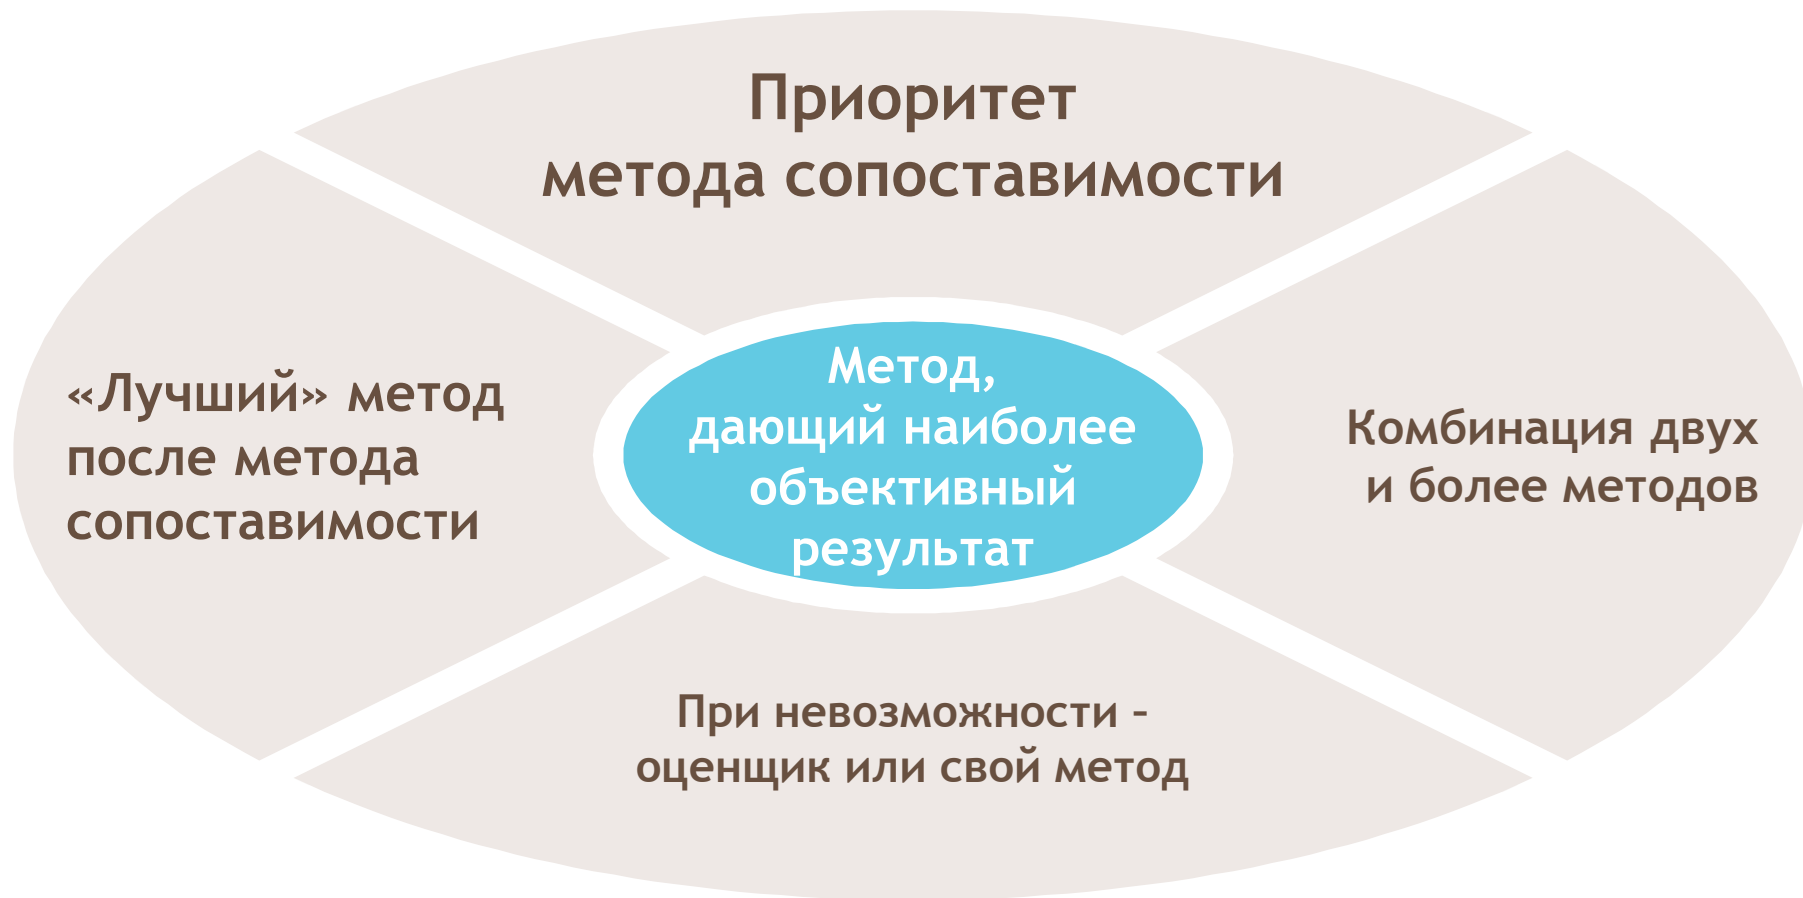 Приоритет
метода сопоставимости
«Лучший» метод
после метода
сопоставимости
Метод,
дающий наиболее
объективный
результат
Комбинация двух
и более методов
При невозможности –
оценщик или свой метод